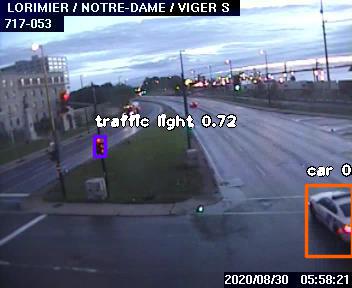 LORIMIER / NOTRE-DAME / VIGER S
717-053
traffic light 0.72
car 0
2020/08/30 05:58:21